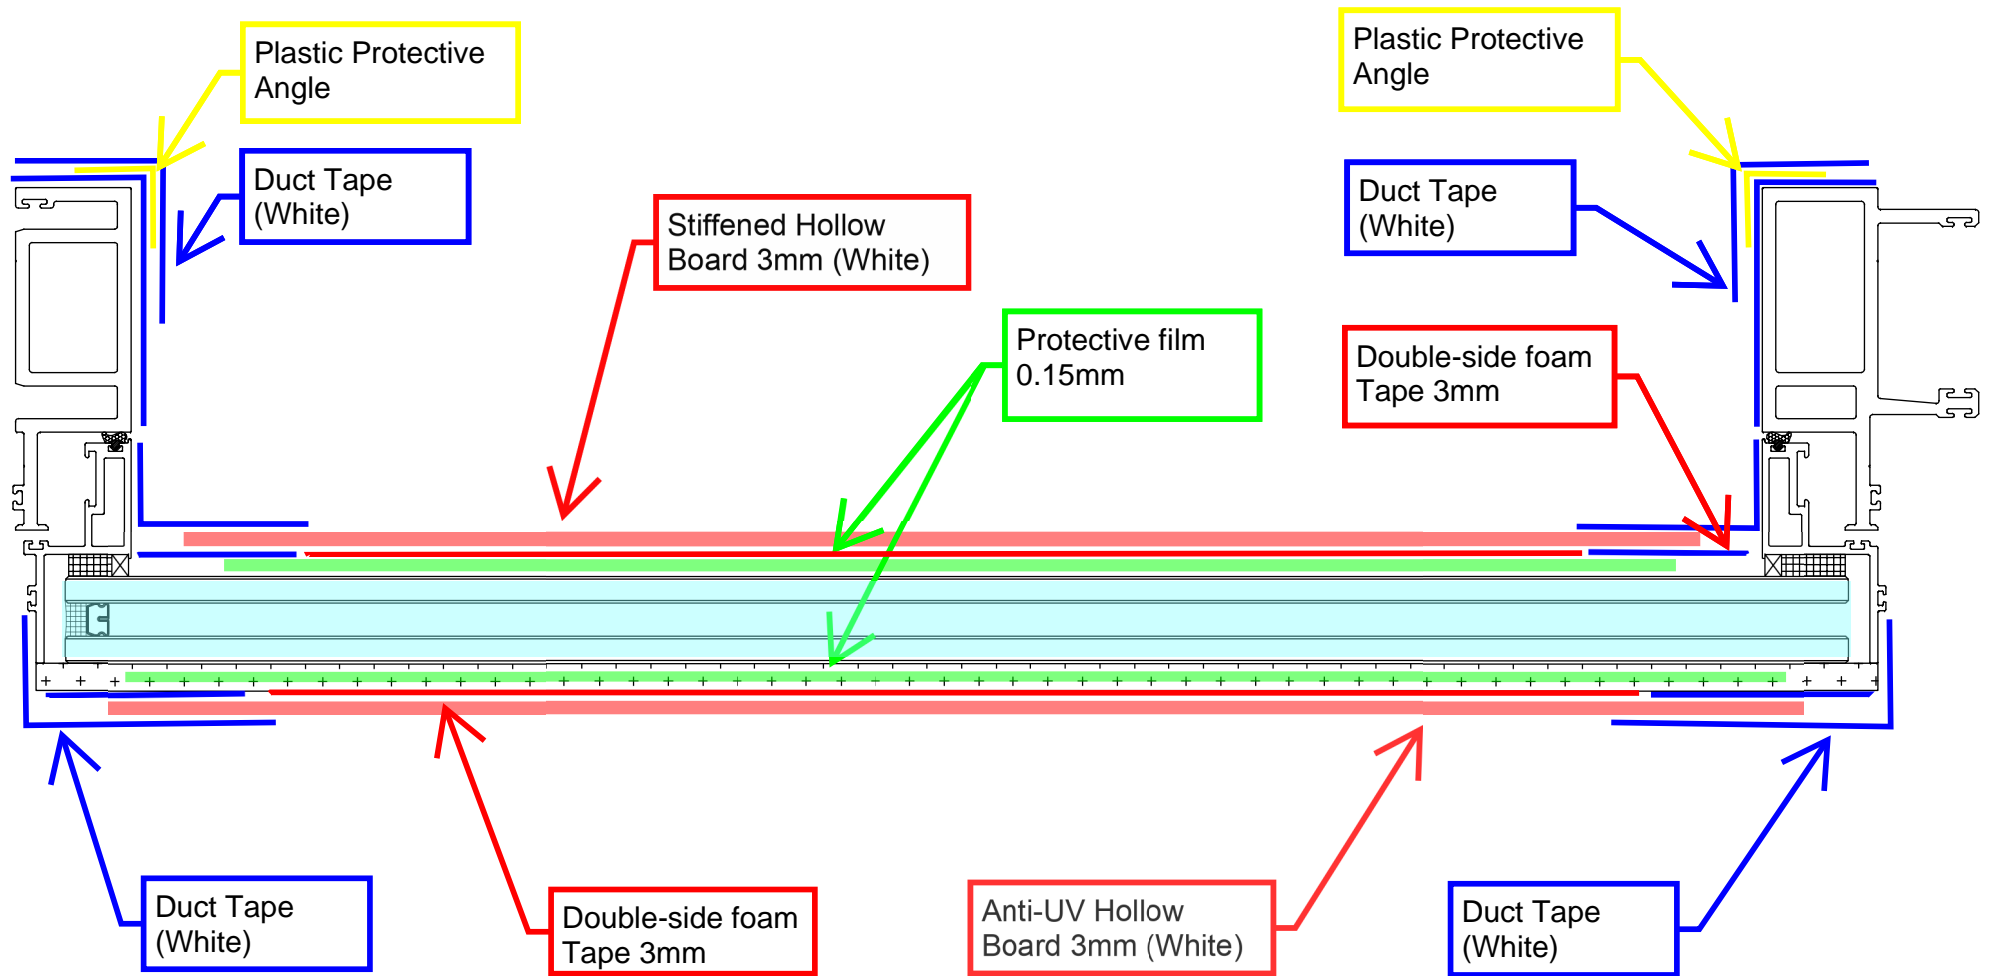 Plastic Protective
Angle
Plastic Protective
Angle
Duct Tape
(White)
Duct Tape
(White)
Stiffened Hollow
Board 3mm (White)
Protective film
0.15mm
Double-side foam
Tape 3mm
Duct Tape
(White)
Double-side foam
Tape 3mm
Anti-UV Hollow
Board 3mm (White)
Duct Tape
(White)